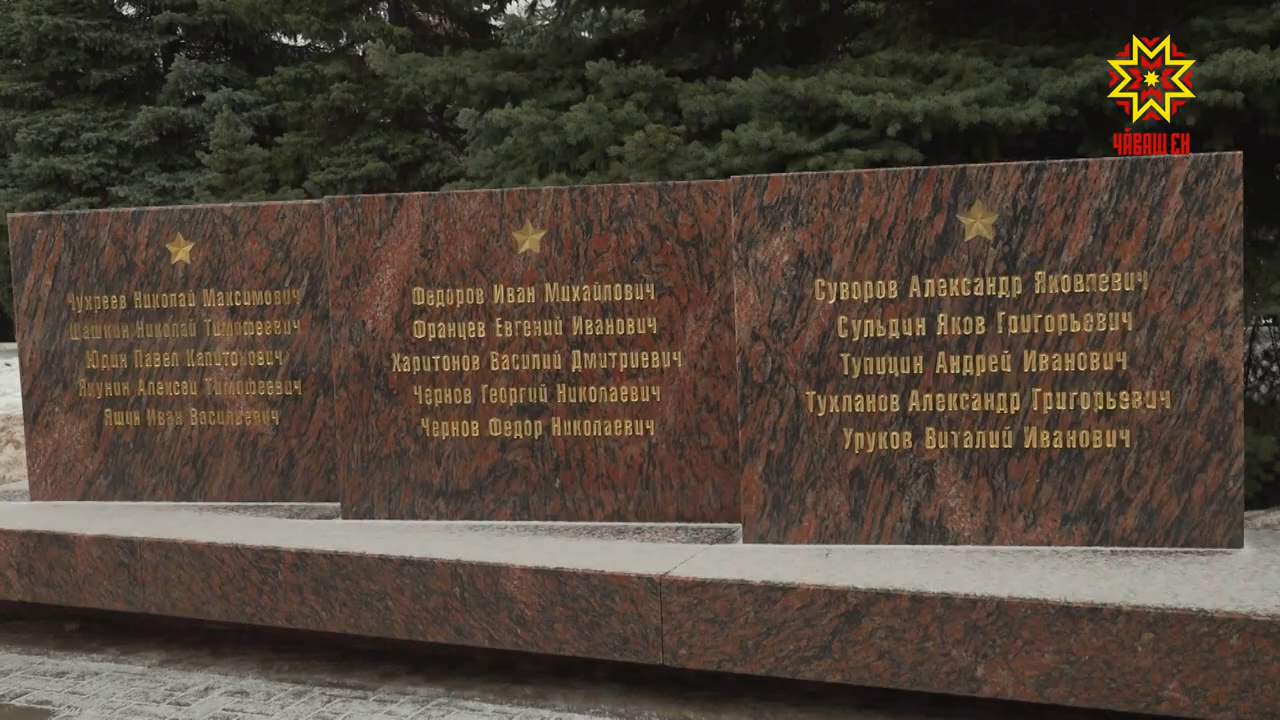 ЧӐВАШ ЕН
Чухреев Николай Максимович
Шашкин Николай Тимофеевич
Юдин Павел Капитонович
Якунин Алексей Тимофеевич
Яшин Иван Васильевич
Федоров Иван Михайлович
Францев Евгений Иванович
Харитонов Василий Дмитриевич
Чернов Георгий Николаевич
Чернов Федор Николаевич
Суворов Александр Яковлевич
Сульдин Яков Григорьевич
Тупицин Андрей Иванович
Тухланов Александр Григорьевич
Уруков Виталий Иванович